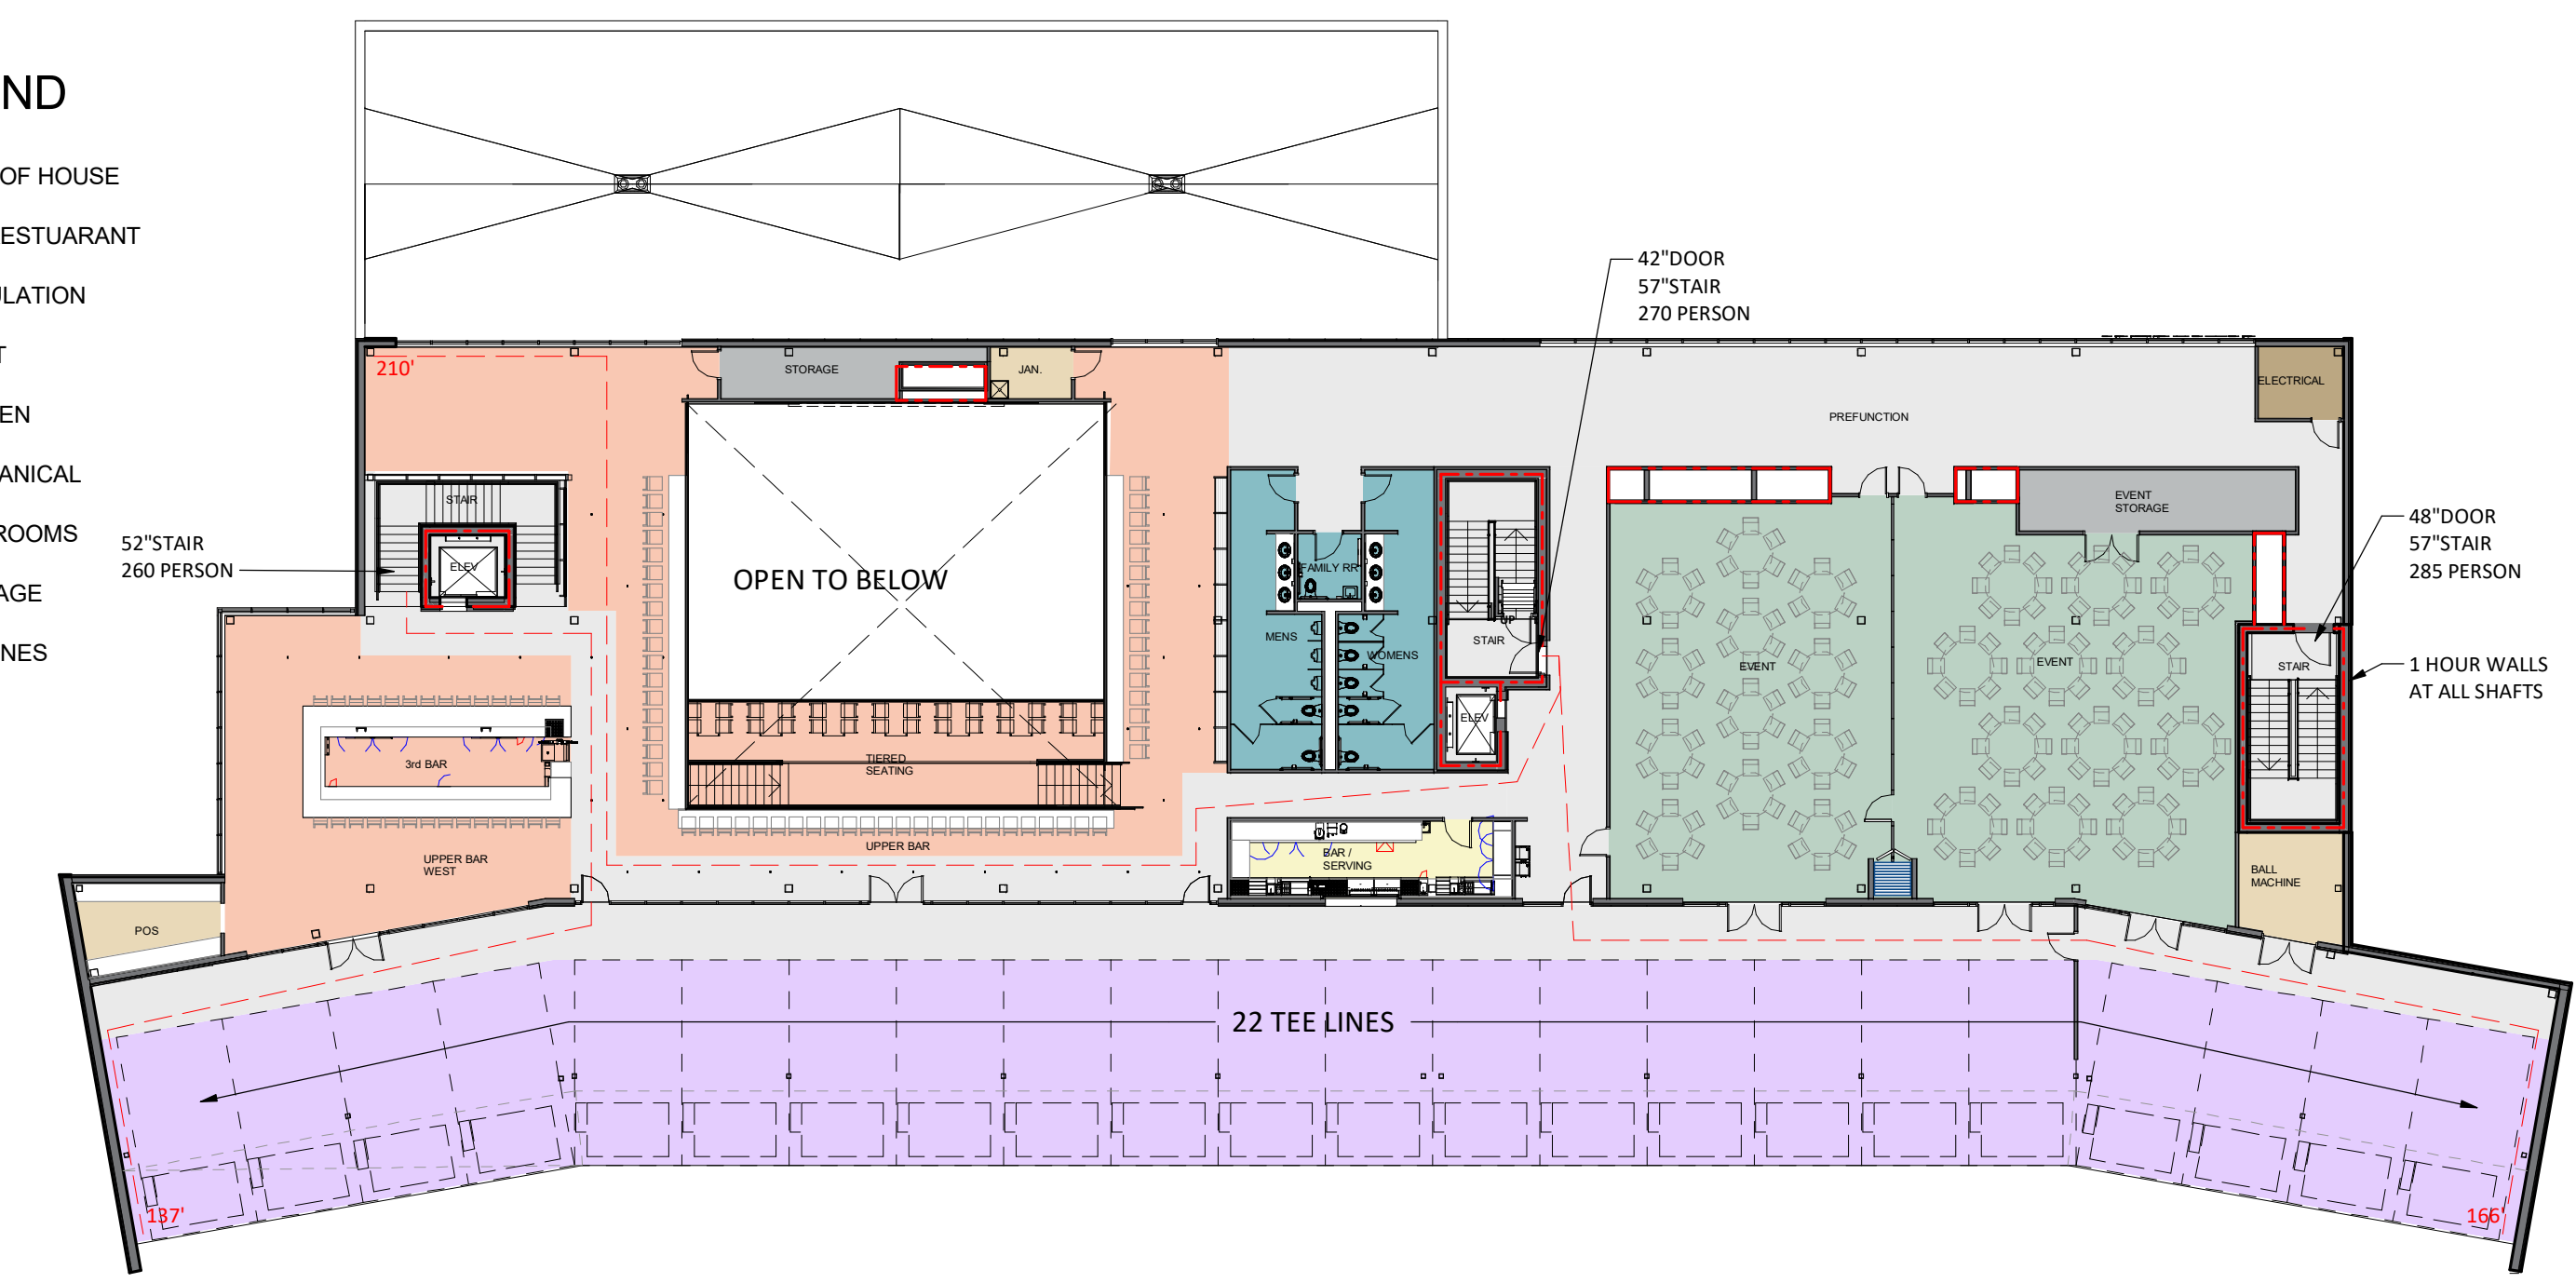 ND
OF HOUSE
ESTUARANT
ULATION
T
EN
ANICAL
ROOMS
AGE
NES
42"DOOR
57"STAIR
270 PERSON
210'
STORAGE
JAN.
ELECTRICAL
PREFUNCTION
STAIR
EVENT
STORAGE
52"STAIR
260 PERSON
ELEV
OPEN TO BELOW
FAMILY RR
48"DOOR
57"STAIR
285 PERSON
UP
MENS
STAIR
WOMENS
EVENT
EVENT
STAIR
1 HOUR WALLS
AT ALL SHAFTS
ELEV
3rd BAR
TIERED
SEATING
UPPER BAR
BAR /
SERVING
UPPER BAR
WEST
BALL
MACHINE
POS
22 TEE LINES
137'
166'